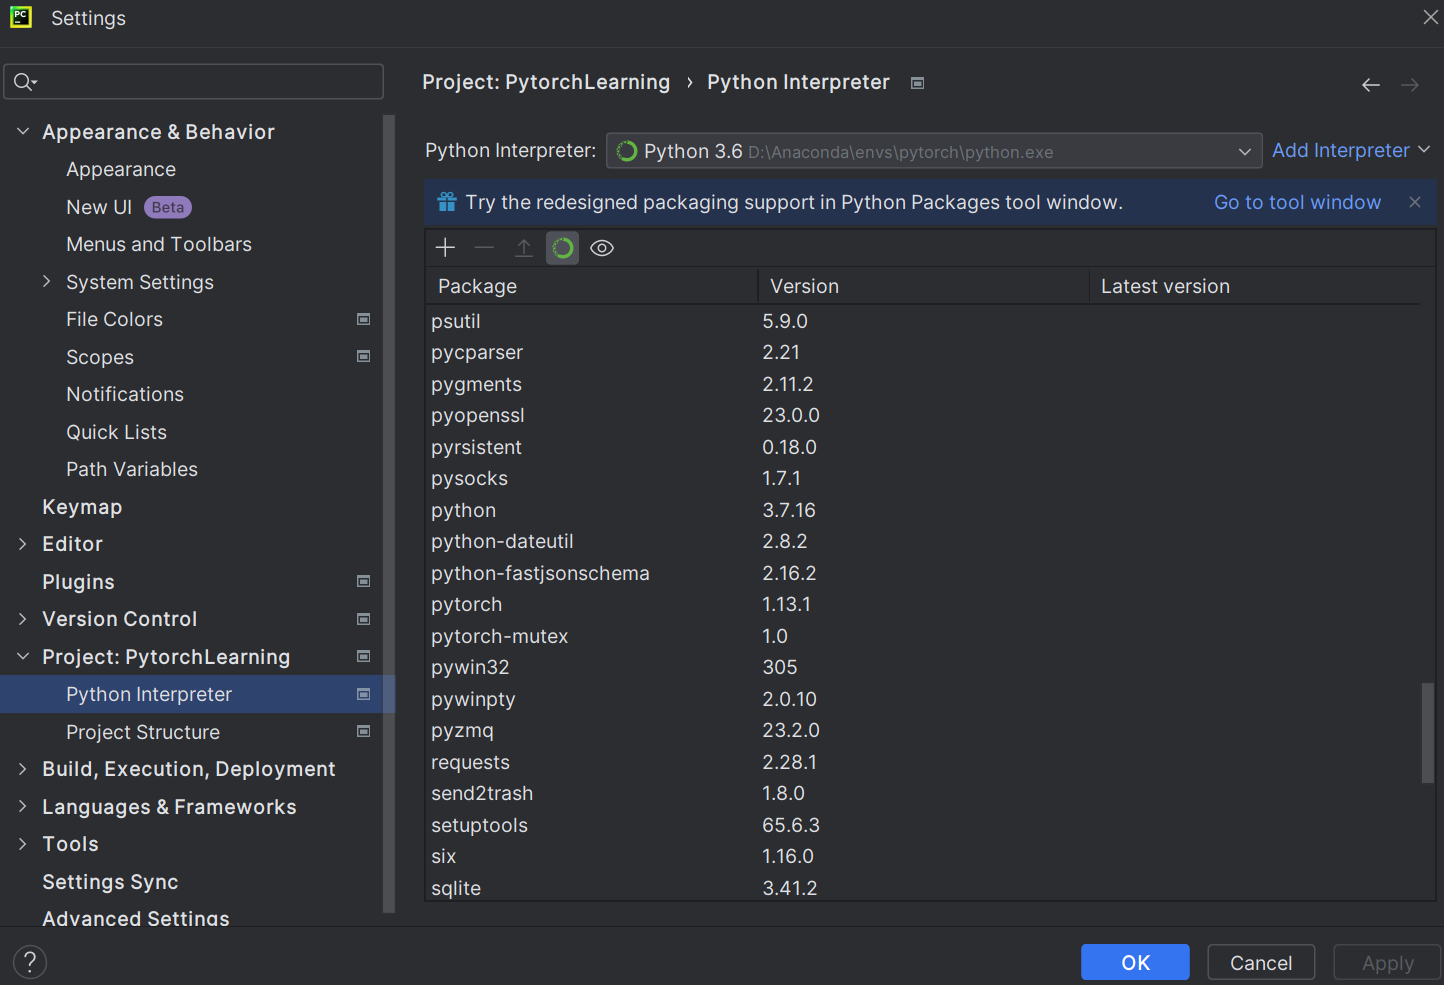 PC Settings
Project: PytorchLearning › Python Interpreter
Appearance & Behavior
Appearance
New UI Beta
Menus and Toolbars
System Settings
File Colors
Scopes
Notifications
Quick Lists
Path Variables
Keymap
Editor
Plugins
Version Control
Project: PytorchLearning
Python Interpreter
Project Structure
Build, Execution, Deployment
Languages & Frameworks
Tools
Settings Sync
Advanced Settings
Python Interpreter: Python 3.6 D:\Anaconda\envs\pytorch\python.exe Add Interpreter
Try the redesigned packaging support in Python Packages tool window. Go to tool window
Package Version Latest version
psutil 5.9.0
pycparser 2.21
pygments 2.11.2
pyopenssl 23.0.0
pyrsistent 0.18.0
pysocks 1.7.1
python 3.7.16
python-dateutil 2.8.2
python-fastjsonschema 2.16.2
pytorch 1.13.1
pytorch-mutex 1.0
pywin32 305
pywinpty 2.0.10
pyzmq 23.2.0
requests 2.28.1
send2trash 1.8.0
setuptools 65.6.3
six 1.16.0
sqlite 3.41.2
? OK Cancel Apply